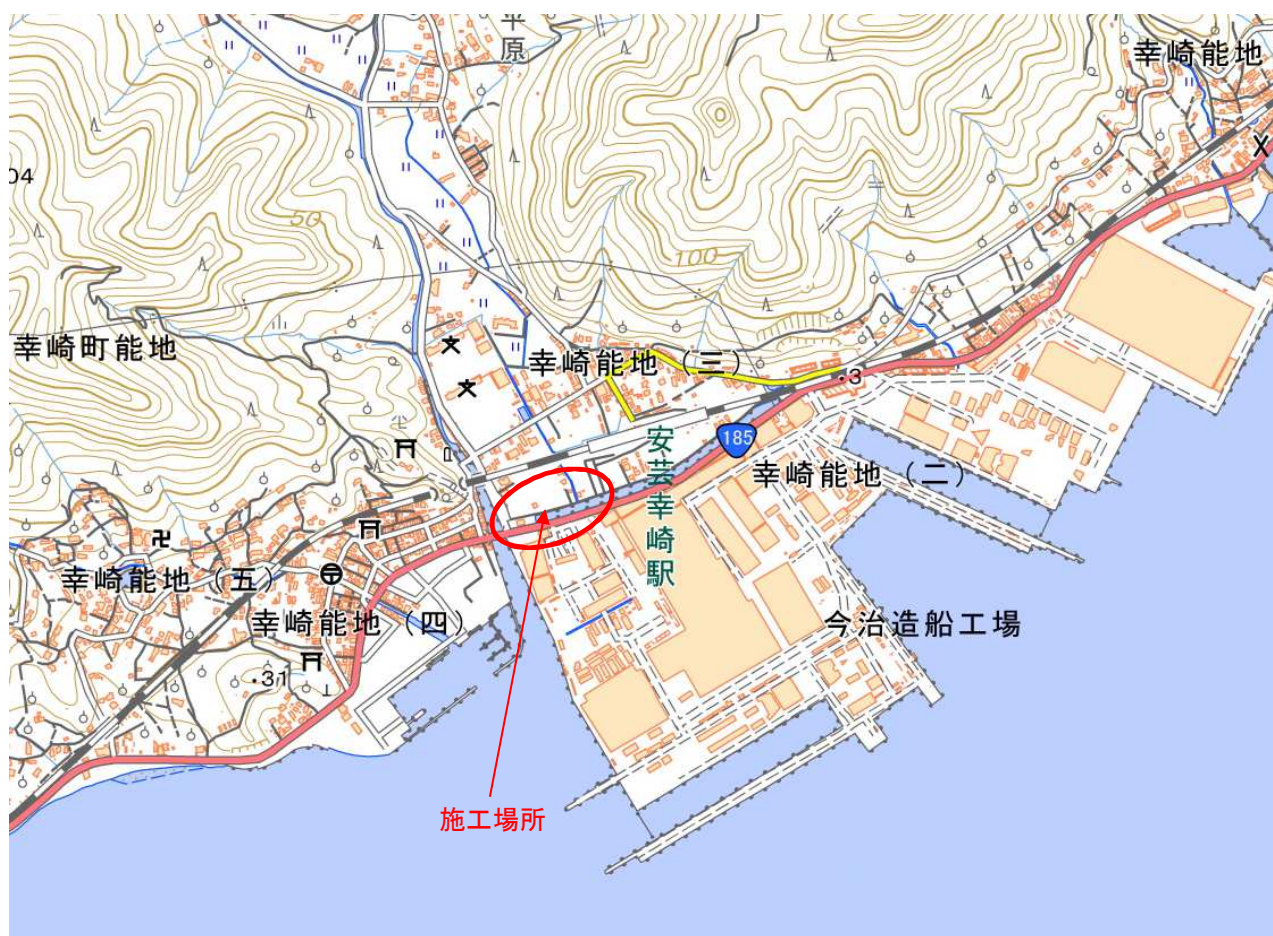 平原
幸崎能地
04
50
100
幸崎町能地
幸崎能地（三）
・3
185
安芸幸崎駅
幸崎能地（二）
幸崎能地（五）
幸崎能地（四）
今治造船工場
・31
施工場所